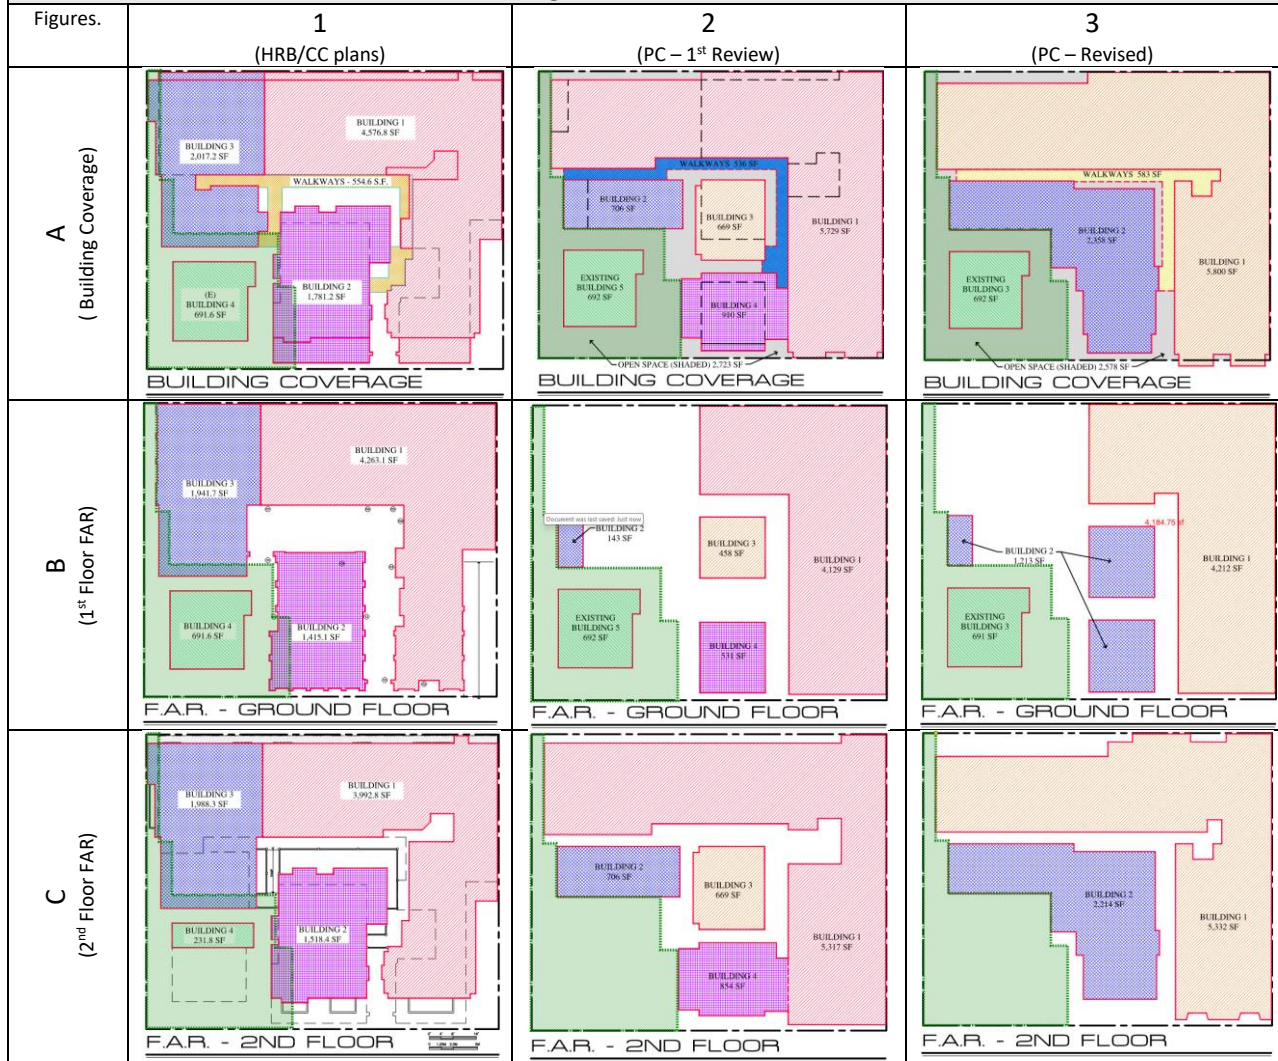 Figures.
1
(HRB/CC plans)
2
(PC – 1st Review)
3
(PC – Revised)
A
( Building Coverage)
BUILDING 1
4,576.8 SF
BUILDING 3
2,017.2 SF
WALKWAYS - 554.6 S.F.
(E)
BUILDING 4
691.6 SF
BUILDING 2
1,781.2 SF
BUILDING COVERAGE
WALKWAYS 536 SF
BUILDING 2
706 SF
BUILDING 3
669 SF
BUILDING 1
5,729 SF
EXISTING
BUILDING 5
692 SF
BUILDING 4
910 SF
OPEN SPACE (SHADED) 2,723 SF
BUILDING COVERAGE
WALKWAYS 583 SF
BUILDING 2
2,358 SF
BUILDING 1
5,800 SF
EXISTING
BUILDING 3
692 SF
OPEN SPACE (SHADED) 2,578 SF
BUILDING COVERAGE
B
(1st Floor FAR)
BUILDING 1
4,263.1 SF
BUILDING 3
1,941.7 SF
BUILDING 4
691.6 SF
BUILDING 2
1,415.1 SF
F.A.R. - GROUND FLOOR
Document was last saved: Just now
BUILDING 2
143 SF
BUILDING 3
458 SF
BUILDING 1
4,129 SF
EXISTING
BUILDING 5
692 SF
BUILDING 4
531 SF
F.A.R. - GROUND FLOOR
4,184.75 sf
BUILDING 2
1,213 SF
BUILDING 1
4,212 SF
EXISTING
BUILDING 3
691 SF
F.A.R. - GROUND FLOOR
C
(2nd Floor FAR)
BUILDING 1
3,992.8 SF
BUILDING 3
1,988.3 SF
BUILDING 4
231.8 SF
BUILDING 2
1,518.4 SF
F.A.R. - 2ND FLOOR
BUILDING 2
706 SF
BUILDING 3
669 SF
BUILDING 1
5,317 SF
BUILDING 4
854 SF
F.A.R. - 2ND FLOOR
BUILDING 2
2,214 SF
BUILDING 1
5,332 SF
F.A.R. - 2ND FLOOR